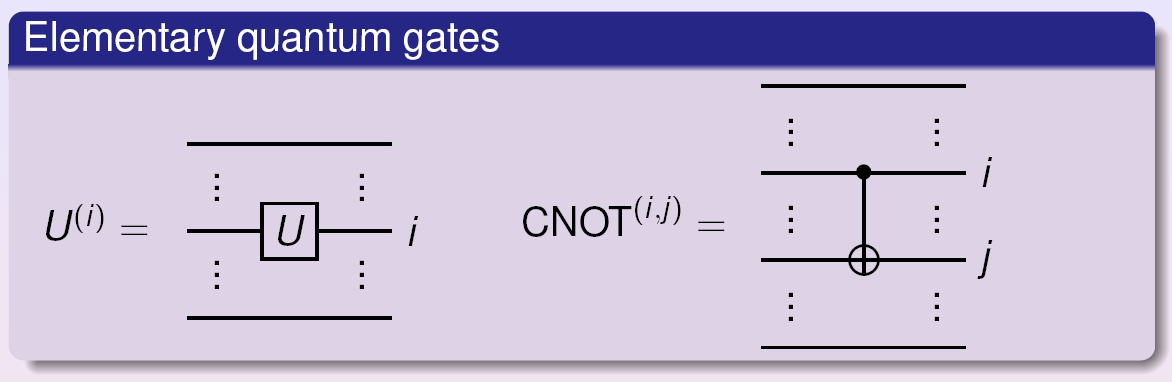 Elementary quantum gates
U^(i) =
U
i
CNOT^(i,j) =
i
j